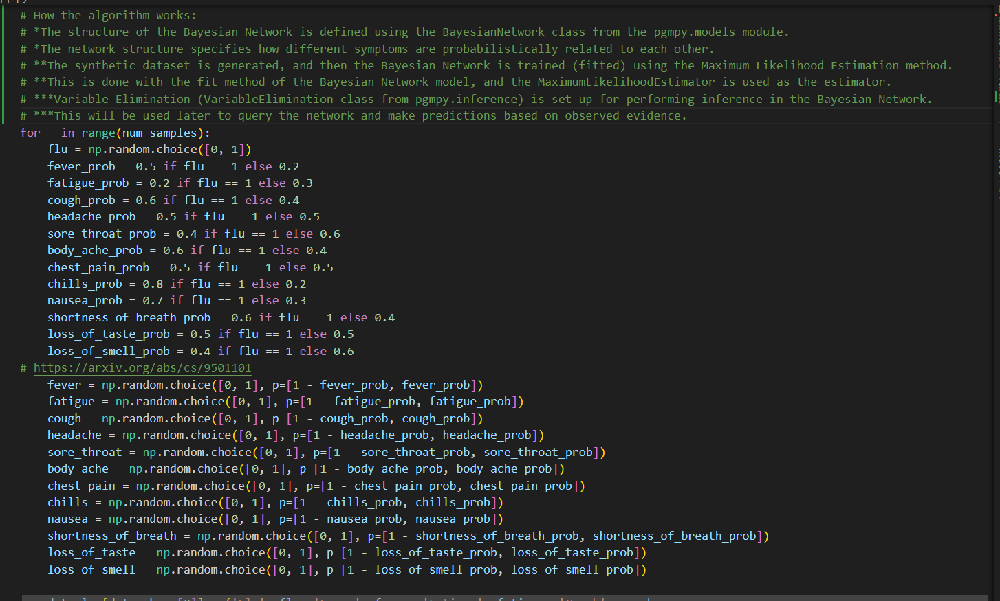 # How the algorithm works:
# *The structure of the Bayesian Network is defined using the BayesianNetwork class from the pgmpy.models module.
# *The network structure specifies how different symptoms are probabilistically related to each other.
# **The synthetic dataset is generated, and then the Bayesian Network is trained (fitted) using the Maximum Likelihood Estimation method.
# **This is done with the fit method of the Bayesian Network model, and the MaximumLikelihoodEstimator is used as the estimator.
# ***Variable Elimination (VariableElimination class from pgmpy.inference) is set up for performing inference in the Bayesian Network.
# ***This will be used later to query the network and make predictions based on observed evidence.
for _ in range(num_samples):
    flu = np.random.choice([0, 1])
    fever_prob = 0.5 if flu == 1 else 0.2
    fatigue_prob = 0.2 if flu == 1 else 0.3
    cough_prob = 0.6 if flu == 1 else 0.4
    headache_prob = 0.5 if flu == 1 else 0.5
    sore_throat_prob = 0.4 if flu == 1 else 0.6
    body_ache_prob = 0.6 if flu == 1 else 0.4
    chest_pain_prob = 0.5 if flu == 1 else 0.5
    chills_prob = 0.8 if flu == 1 else 0.2
    nausea_prob = 0.7 if flu == 1 else 0.3
    shortness_of_breath_prob = 0.6 if flu == 1 else 0.4
    loss_of_taste_prob = 0.5 if flu == 1 else 0.5
    loss_of_smell_prob = 0.4 if flu == 1 else 0.6
# https://arxiv.org/abs/cs/9501101
    fever = np.random.choice([0, 1], p=[1 - fever_prob, fever_prob])
    fatigue = np.random.choice([0, 1], p=[1 - fatigue_prob, fatigue_prob])
    cough = np.random.choice([0, 1], p=[1 - cough_prob, cough_prob])
    headache = np.random.choice([0, 1], p=[1 - headache_prob, headache_prob])
    sore_throat = np.random.choice([0, 1], p=[1 - sore_throat_prob, sore_throat_prob])
    body_ache = np.random.choice([0, 1], p=[1 - body_ache_prob, body_ache_prob])
    chest_pain = np.random.choice([0, 1], p=[1 - chest_pain_prob, chest_pain_prob])
    chills = np.random.choice([0, 1], p=[1 - chills_prob, chills_prob])
    nausea = np.random.choice([0, 1], p=[1 - nausea_prob, nausea_prob])
    shortness_of_breath = np.random.choice([0, 1], p=[1 - shortness_of_breath_prob, shortness_of_breath_prob])
    loss_of_taste = np.random.choice([0, 1], p=[1 - loss_of_taste_prob, loss_of_taste_prob])
    loss_of_smell = np.random.choice([0, 1], p=[1 - loss_of_smell_prob, loss_of_smell_prob])